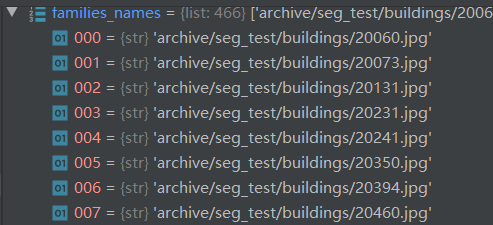 families_names = {list: 466} ['archive/seg_test/buildings/2006
000 = {str} 'archive/seg_test/buildings/20060.jpg'
001 = {str} 'archive/seg_test/buildings/20073.jpg'
002 = {str} 'archive/seg_test/buildings/20131.jpg'
003 = {str} 'archive/seg_test/buildings/20231.jpg'
004 = {str} 'archive/seg_test/buildings/20241.jpg'
005 = {str} 'archive/seg_test/buildings/20350.jpg'
006 = {str} 'archive/seg_test/buildings/20394.jpg'
007 = {str} 'archive/seg_test/buildings/20460.jpg'